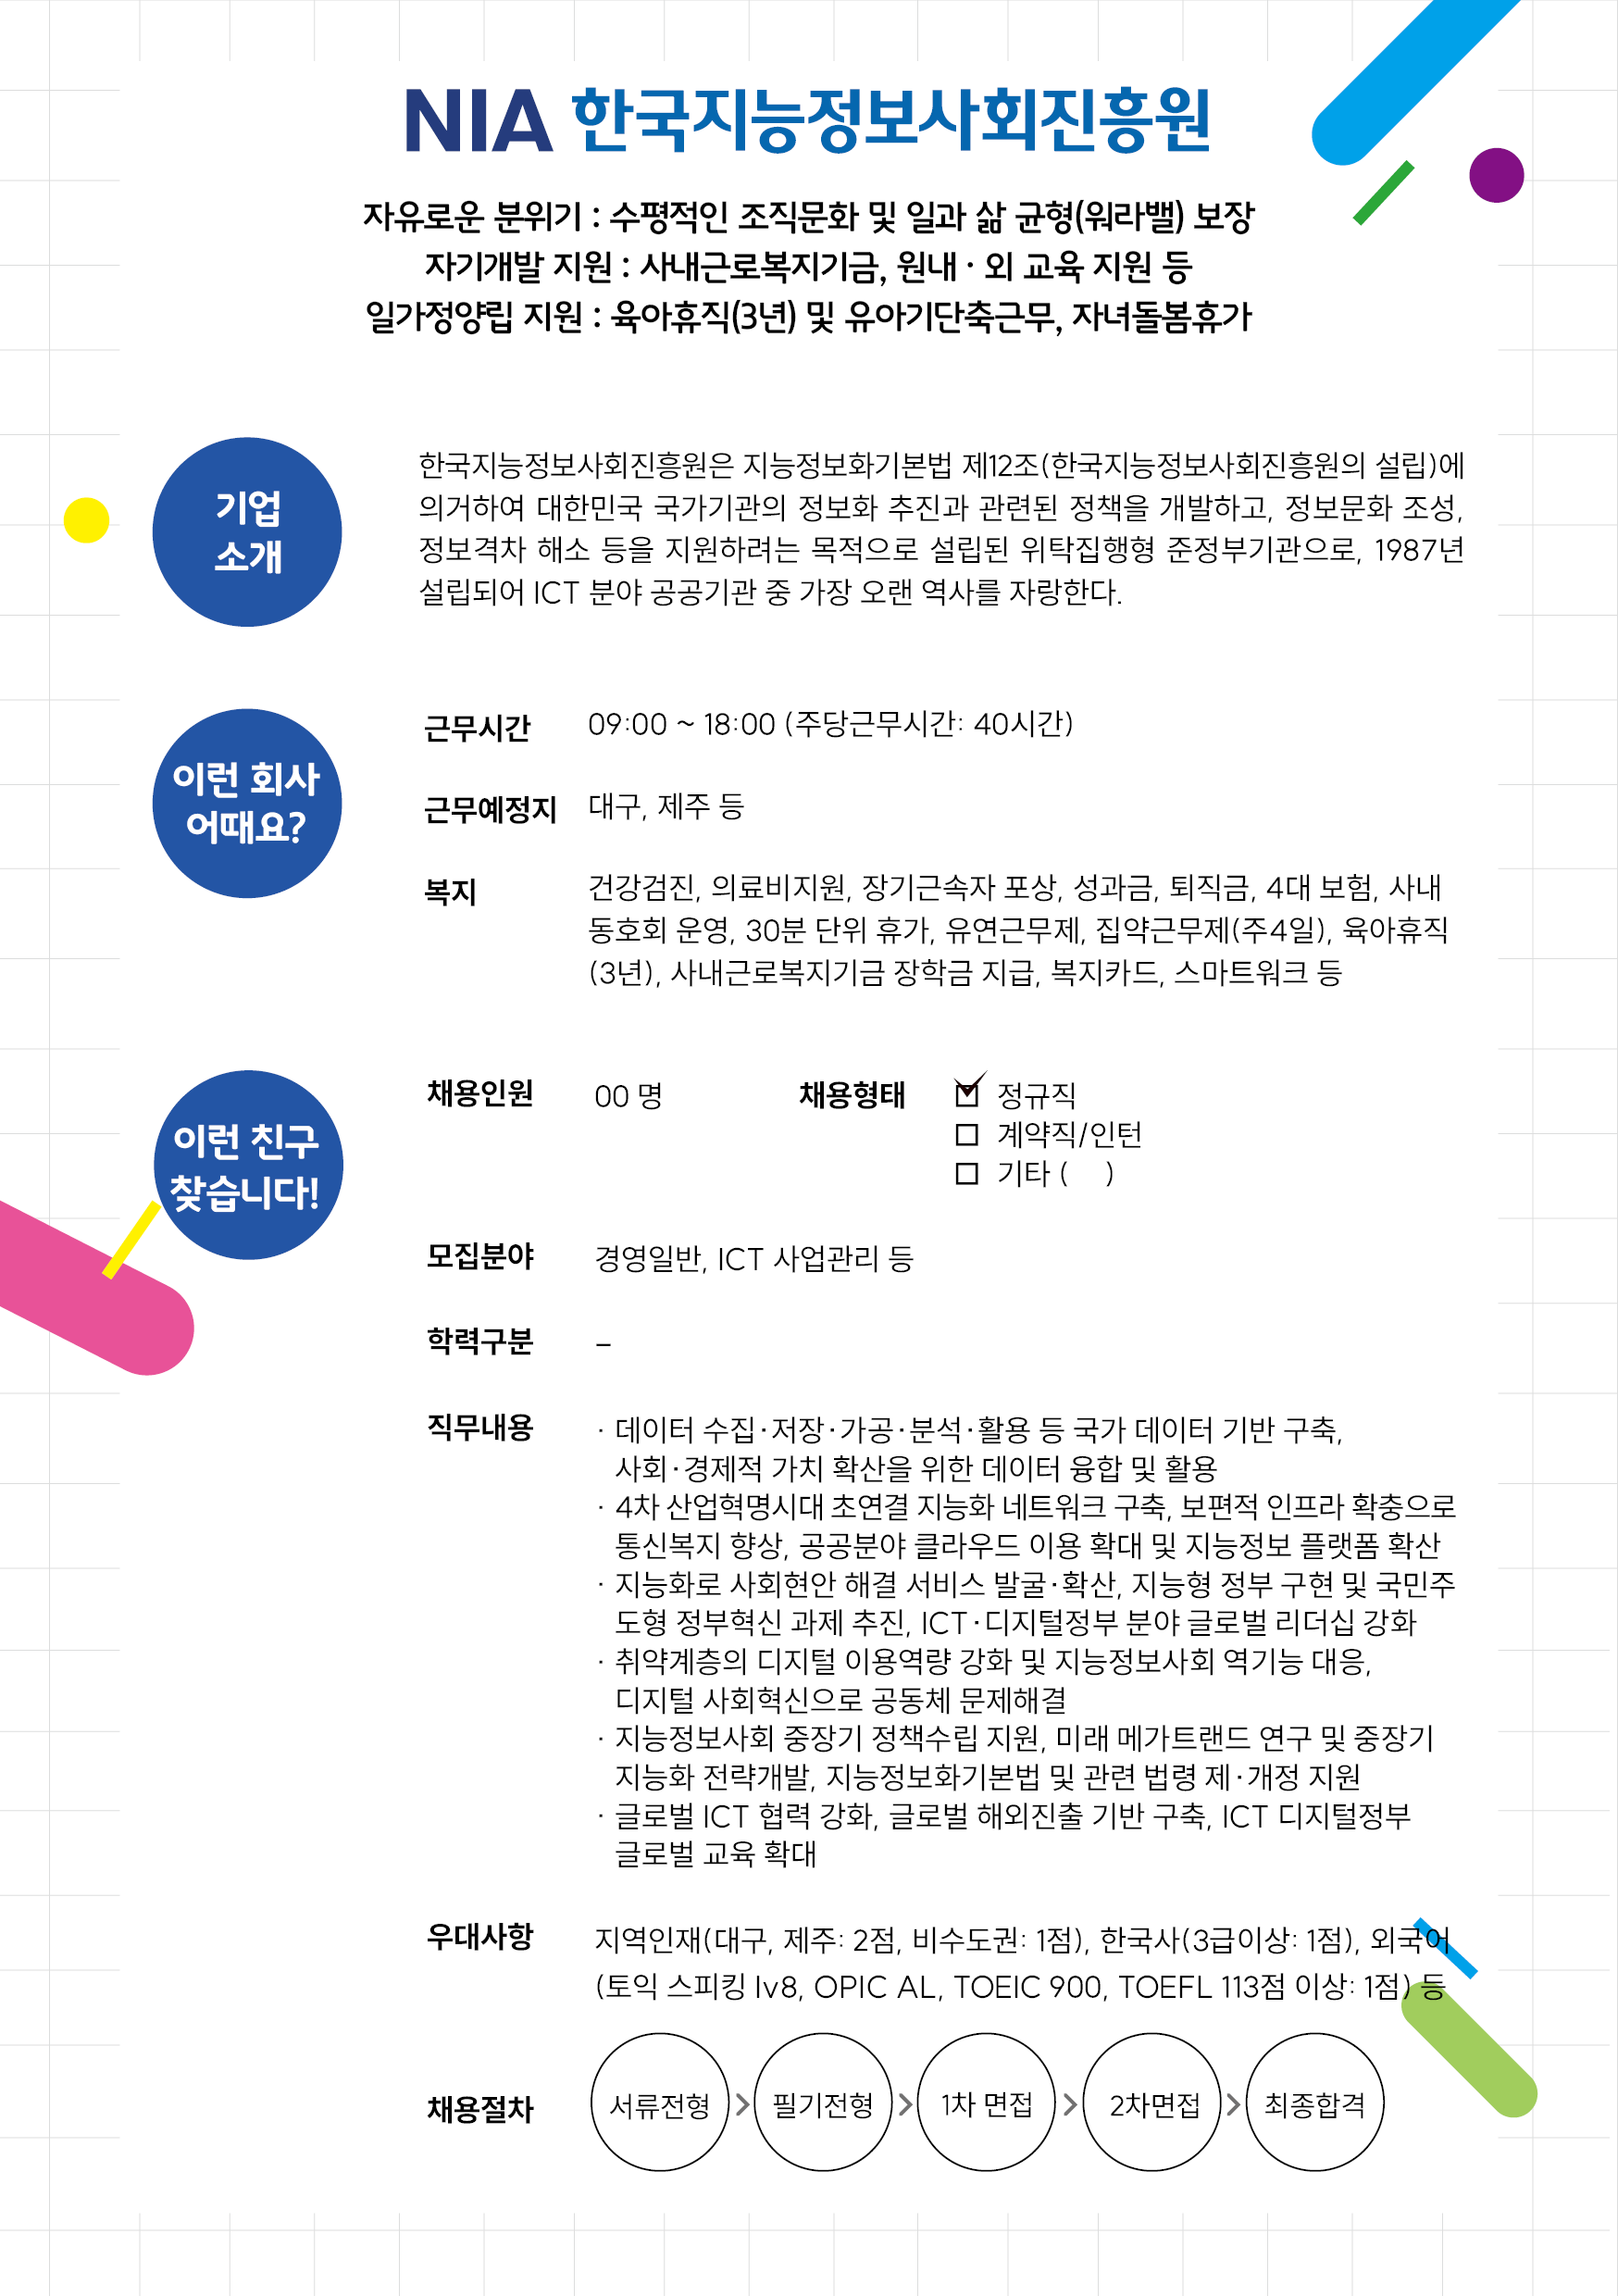 NIA 한국지능정보사회진흥원
자유로운 분위기 : 수평적인 조직문화 및 일과 삶 균형(워라밸) 보장
자기개발 지원 : 사내근로복지기금, 원내 · 외 교육 지원 등
일가정양립 지원 : 육아휴직(3년) 및 유아기단축근무, 자녀돌봄휴가
기업
소개
한국지능정보사회진흥원은 지능정보화기본법 제12조(한국지능정보사회진흥원의 설립)에
의거하여 대한민국 국가기관의 정보화 추진과 관련된 정책을 개발하고, 정보문화 조성,
정보격차 해소 등을 지원하려는 목적으로 설립된 위탁집행형 준정부기관으로, 1987년
설립되어 ICT 분야 공공기관 중 가장 오랜 역사를 자랑한다.
이런 회사
어때요?
근무시간 09:00 ~ 18:00 (주당근무시간: 40시간)
근무예정지 대구, 제주 등
복지 건강검진, 의료비지원, 장기근속자 포상, 성과금, 퇴직금, 4대 보험, 사내
동호회 운영, 30분 단위 휴가, 유연근무제, 집약근무제(주4일), 육아휴직
(3년), 사내근로복지기금 장학금 지급, 복지카드, 스마트워크 등
이런 친구
찾습니다!
채용인원 00 명 채용형태 ☑ 정규직
☐ 계약직/인턴
☐ 기타 ( )
모집분야 경영일반, ICT 사업관리 등
학력구분 –
직무내용 · 데이터 수집·저장·가공·분석·활용 등 국가 데이터 기반 구축,
사회·경제적 가치 확산을 위한 데이터 융합 및 활용
· 4차 산업혁명시대 초연결 지능화 네트워크 구축, 보편적 인프라 확충으로
통신복지 향상, 공공분야 클라우드 이용 확대 및 지능정보 플랫폼 확산
· 지능화로 사회현안 해결 서비스 발굴·확산, 지능형 정부 구현 및 국민주
도형 정부혁신 과제 추진, ICT·디지털정부 분야 글로벌 리더십 강화
· 취약계층의 디지털 이용역량 강화 및 지능정보사회 역기능 대응,
디지털 사회혁신으로 공동체 문제해결
· 지능정보사회 중장기 정책수립 지원, 미래 메가트랜드 연구 및 중장기
지능화 전략개발, 지능정보화기본법 및 관련 법령 제·개정 지원
· 글로벌 ICT 협력 강화, 글로벌 해외진출 기반 구축, ICT 디지털정부
글로벌 교육 확대
우대사항 지역인재(대구, 제주: 2점, 비수도권: 1점), 한국사(3급이상: 1점), 외국어
(토익 스피킹 lv8, OPIC AL, TOEIC 900, TOEFL 113점 이상: 1점) 등
채용절차 서류전형 > 필기전형 > 1차 면접 > 2차면접 > 최종합격